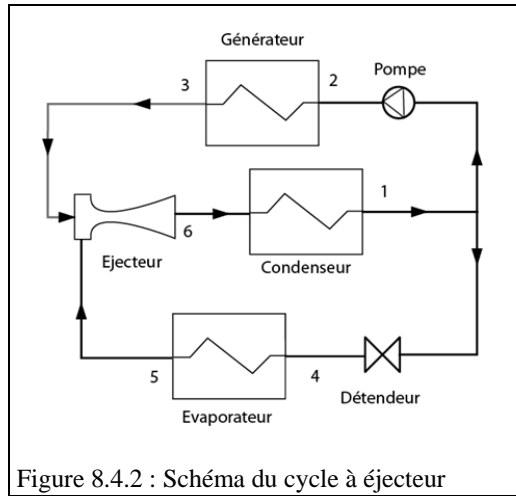 Générateur
3
2
Pompe
1
6
Ejecteur
Condenseur
5
4
Evaporateur
Détendeur
Figure 8.4.2 : Schéma du cycle à éjecteur